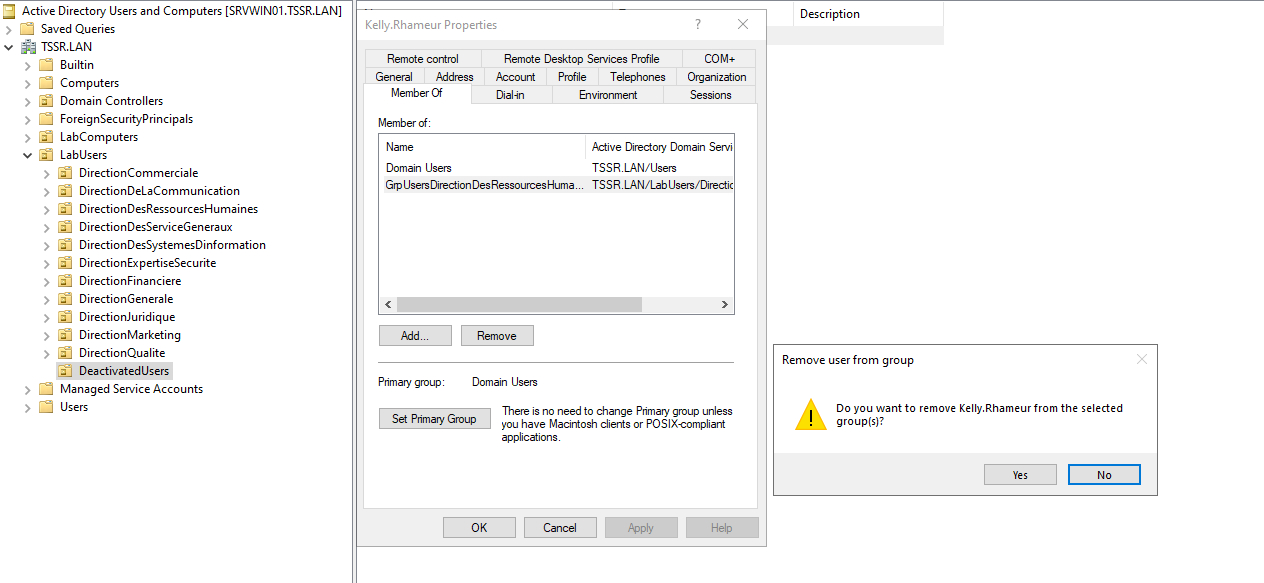 Active Directory Users and Computers [SRVWIN01.TSSR.LAN]
Saved Queries
TSSR.LAN
Builtin
Computers
Domain Controllers
ForeignSecurityPrincipals
LabComputers
LabUsers
DirectionCommerciale
DirectionDeLaCommunication
DirectionDesRessourcesHumaines
DirectionDesServiceGeneraux
DirectionDesSystemesDinformation
DirectionExpertiseSecurite
DirectionFinanciere
DirectionGenerale
DirectionJuridique
DirectionMarketing
DirectionQualite
DeactivatedUsers
Managed Service Accounts
Users
Description
Kelly.Rhameur Properties
?
Remote control Remote Desktop Services Profile COM+
General Address Account Profile Telephones Organization
Member Of Dial-in Environment Sessions
Member of:
Name Active Directory Domain Servi
Domain Users TSSR.LAN/Users
GrpUsersDirectionDesRessourcesHuma... TSSR.LAN/LabUsers/Directic
Add... Remove
Primary group: Domain Users
Set Primary Group
There is no need to change Primary group unless
you have Macintosh clients or POSIX-compliant
applications.
OK Cancel Apply Help
Remove user from group
Do you want to remove Kelly.Rhameur from the selected
group(s)?
Yes No